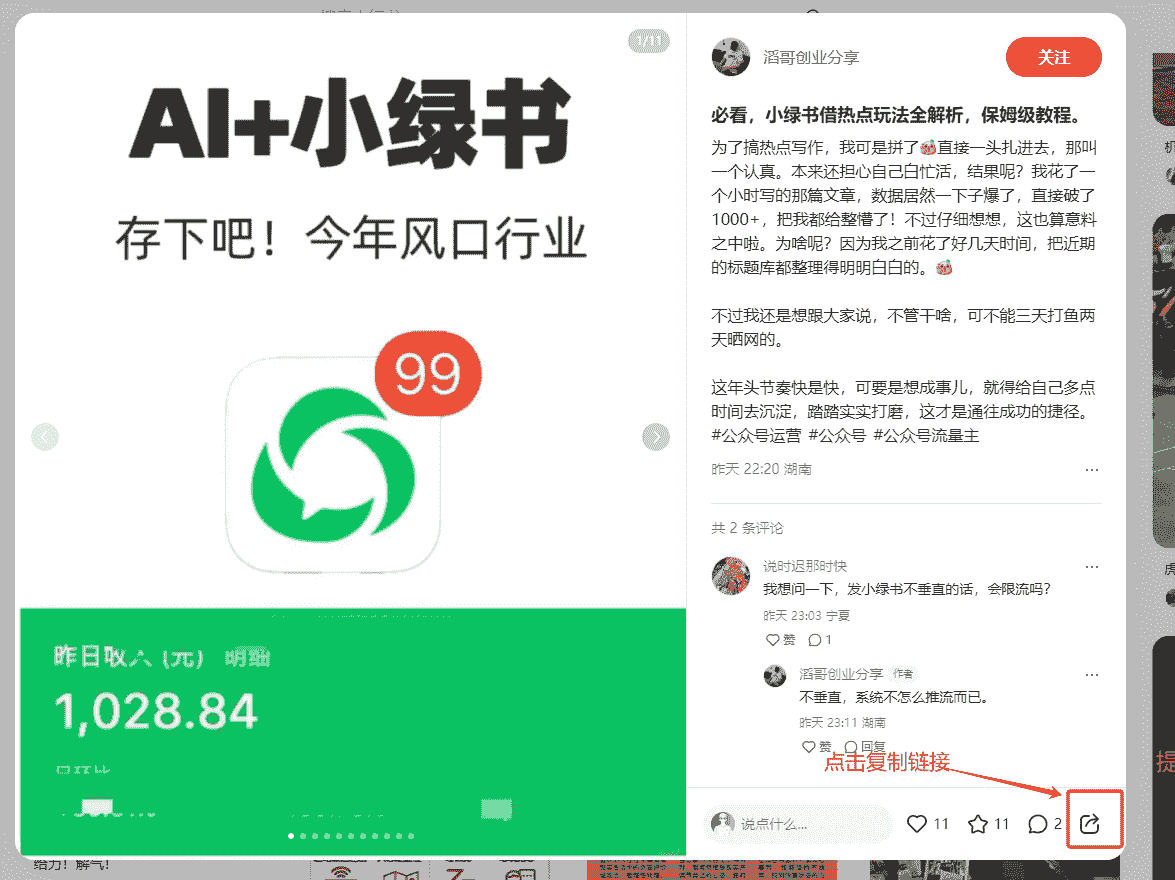 1/11
AI+小绿书
存下吧！今年风口行业
99
昨日收入（元） 明细
1,028.84
滔哥创业分享
关注
必看，小绿书借热点玩法全解析，保姆级教程。
为了搞热点写作，我可是拼了直接一头扎进去，那叫
一个认真。本来还担心自己白忙活，结果呢？我花了一
个小时写的那篇文章，数据居然一下子爆了，直接破了
1000+，把我都给整懵了！不过仔细想想，这也算意料
之中啦。为啥呢？因为我之前花了好几天时间，把近期
的标题库都整理得明明白白的。
不过我还是想跟大家说，不管干啥，可不能三天打鱼两
天晒网的。
这年头节奏快是快，可要是想成事儿，就得给自己多点
时间去沉淀，踏踏实实打磨，这才是通往成功的捷径。
#公众号运营 #公众号 #公众号流量主
昨天 22:20 湖南
共 2 条评论
说时迟那时快
我想问一下，发小绿书不垂直的话，会限流吗？
昨天 23:03 宁夏
赞 1
滔哥创业分享 作者
不垂直，系统不怎么推流而已。
昨天 23:11 湖南
赞 回复
点击复制链接
说点什么... 11 11 2
给力！解气！
提